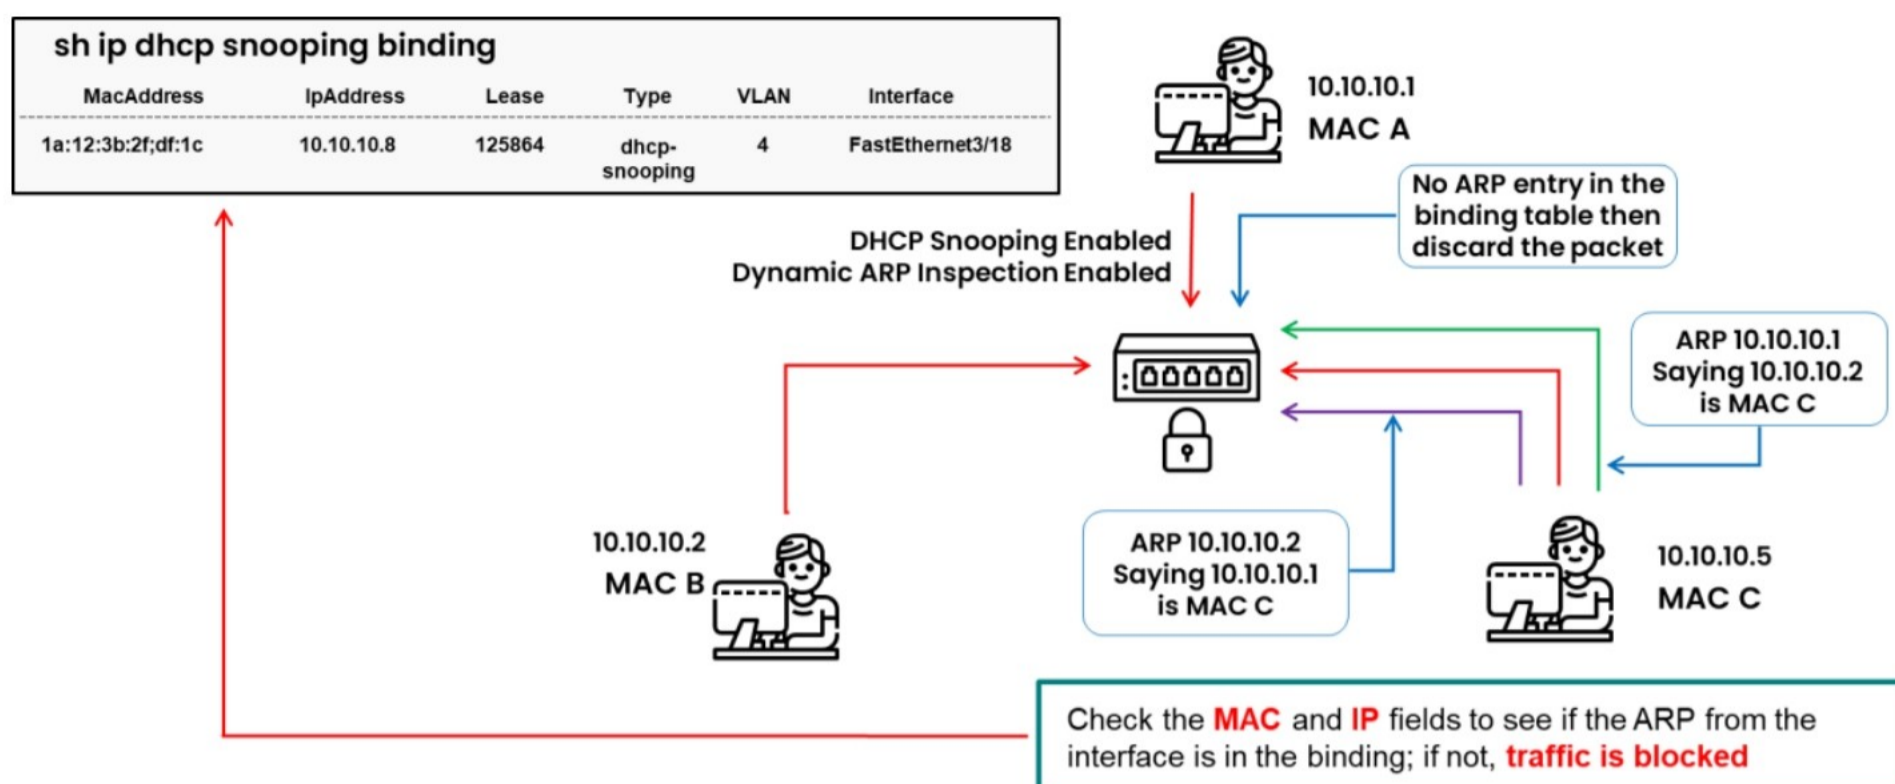 sh ip dhcp snooping binding
MacAddress IpAddress Lease Type VLAN Interface
1a:12:3b:2f;df:1c 10.10.10.8 125864 dhcp- 4 FastEthernet3/18
snooping
10.10.10.1
MAC A
No ARP entry in the
binding table then
discard the packet
DHCP Snooping Enabled
Dynamic ARP Inspection Enabled
ARP 10.10.10.1
Saying 10.10.10.2
is MAC C
10.10.10.2
MAC B
ARP 10.10.10.2
Saying 10.10.10.1
is MAC C
10.10.10.5
MAC C
Check the MAC and IP fields to see if the ARP from the
interface is in the binding; if not, traffic is blocked